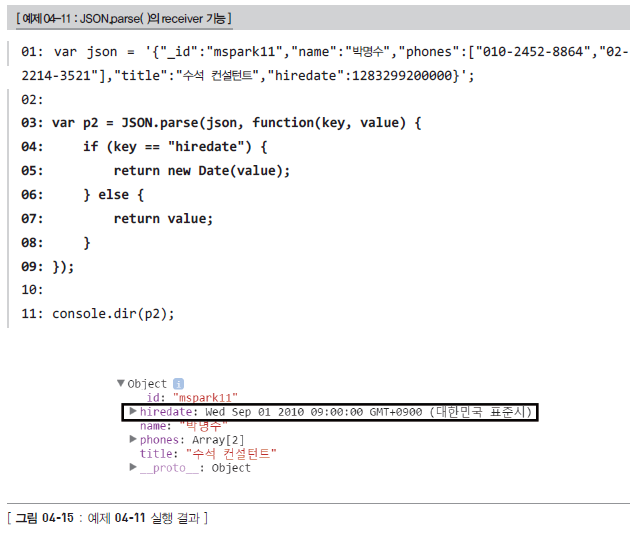 [ 예제 04-11 : JSON.parse( )의 receiver 기능 ]
01: var json = '{"_id":"mspark11","name":"박명수","phones":["010-2452-8864","02-
2214-3521"],"title":"수석 컨설턴트","hiredate":1283299200000}';
02:
03: var p2 = JSON.parse(json, function(key, value) {
04:     if (key == "hiredate") {
05:         return new Date(value);
06:     } else {
07:         return value;
08:     }
09: });
10:
11: console.dir(p2);
▼Object i
_id: "mspark11"
▶hiredate: Wed Sep 01 2010 09:00:00 GMT+0900 (대한민국 표준시)
name: "박명수"
▶phones: Array[2]
title: "수석 컨설턴트"
▶__proto__: Object
[ 그림 04-15 : 예제 04-11 실행 결과 ]